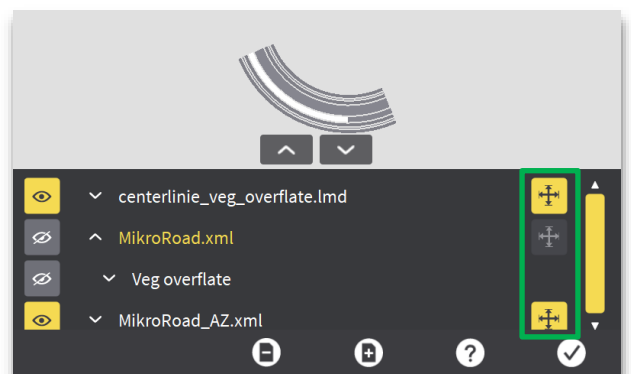 centerlinie_veg_overflate.lmd
MikroRoad.xml
Veg overflate
MikroRoad_AZ.xml
?